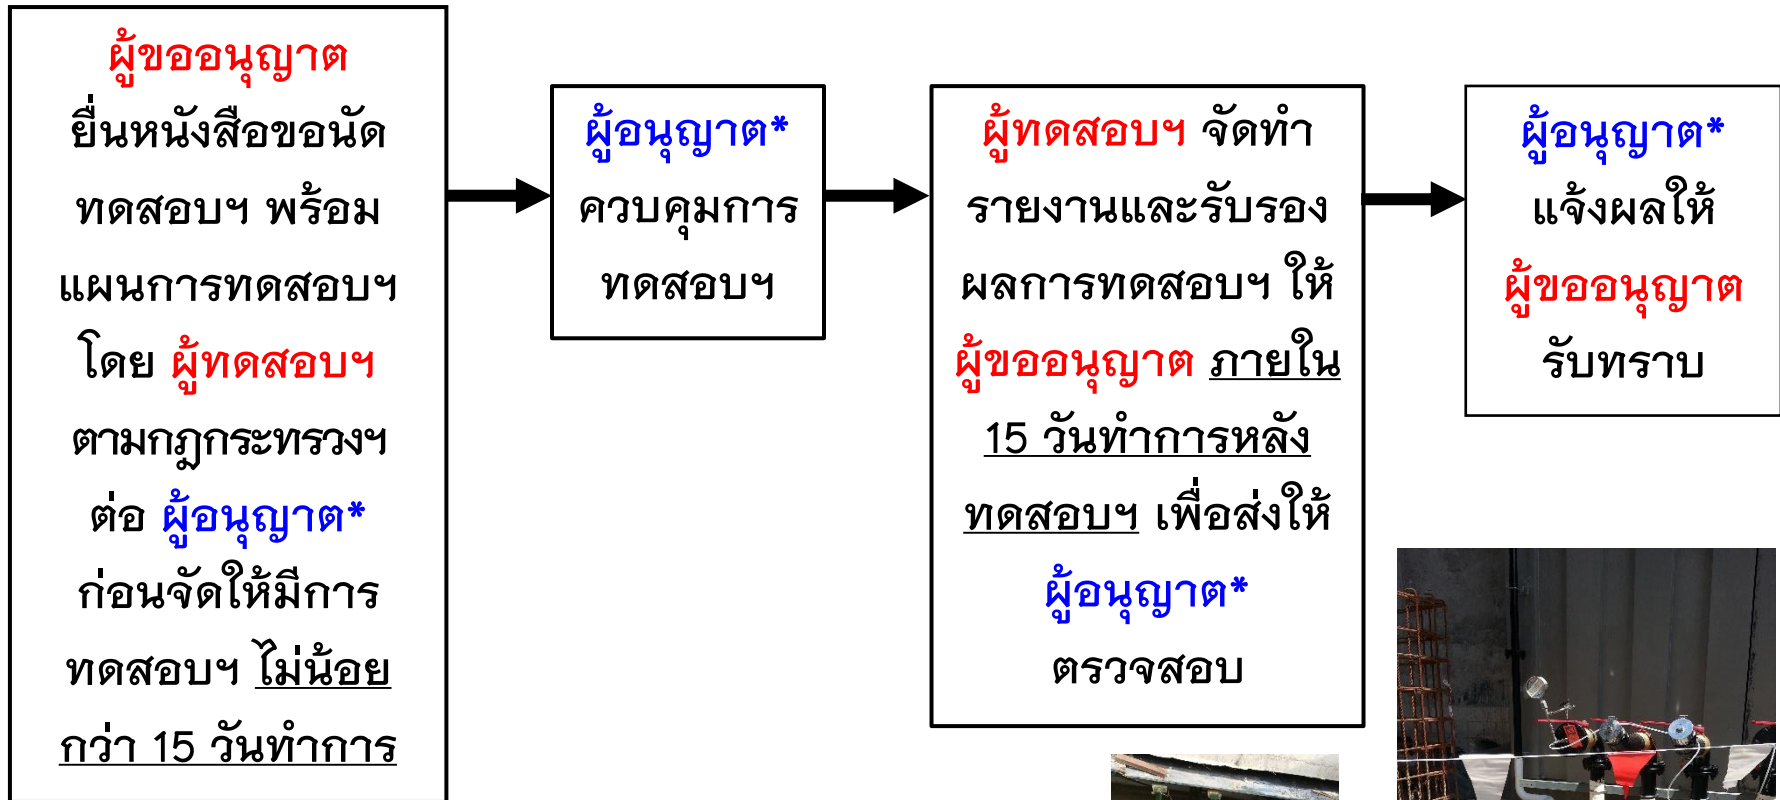 ผู้ขออนุญาต
ยื่นหนังสือขอนัด
ทดสอบฯ พร้อม
แผนการทดสอบฯ
โดย ผู้ทดสอบฯ
ตามกฎกระทรวงฯ
ต่อ ผู้อนุญาต*
ก่อนจัดให้มีการ
ทดสอบฯ ไม่น้อย
กว่า 15 วันทำการ
ผู้อนุญาต*
ควบคุมการ
ทดสอบฯ
ผู้ทดสอบฯ จัดทำ
รายงานและรับรอง
ผลการทดสอบฯ ให้
ผู้ขออนุญาต ภายใน
15 วันทำการหลัง
ทดสอบฯ เพื่อส่งให้
ผู้อนุญาต*
ตรวจสอบ
ผู้อนุญาต*
แจ้งผลให้
ผู้ขออนุญาต
รับทราบ